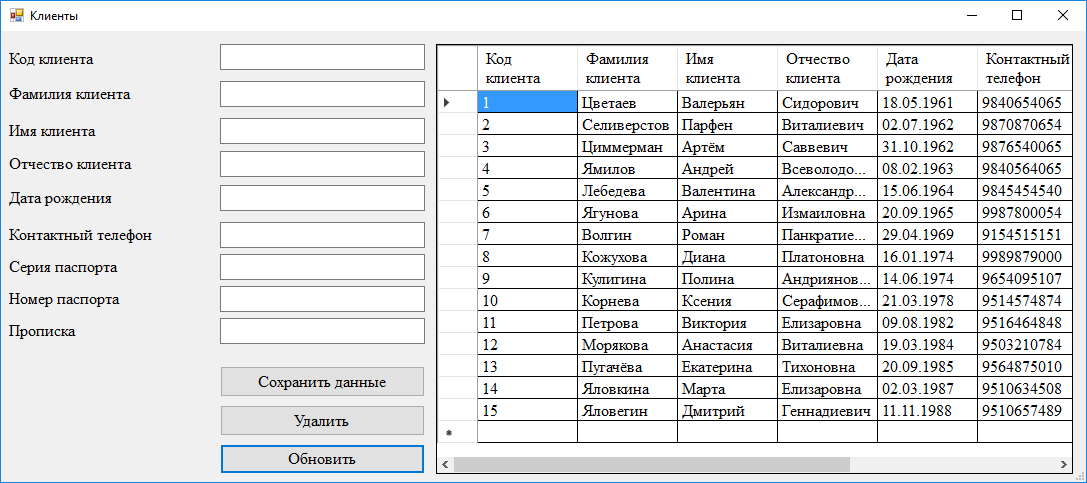 Клиенты
Код клиента
Фамилия клиента
Имя клиента
Отчество клиента
Дата рождения
Контактный телефон
Серия паспорта
Номер паспорта
Прописка
Сохранить данные
Удалить
Обновить
Код клиента Фамилия клиента Имя клиента Отчество клиента Дата рождения Контактный телефон
1 Цветаев Валерьян Сидорович 18.05.1961 9840654065
2 Селиверстов Парфен Виталиевич 02.07.1962 9870870654
3 Циммерман Артём Саввевич 31.10.1962 9876540065
4 Ямилов Андрей Всеволодо... 08.02.1963 9840564065
5 Лебедева Валентина Александр... 15.06.1964 9845454540
6 Ягунова Арина Измаиловна 20.09.1965 9987800054
7 Волгин Роман Панкратие... 29.04.1969 9154515151
8 Кожухова Диана Платоновна 16.01.1974 9989879000
9 Кулигина Полина Андриянов... 14.06.1974 9654095107
10 Корнева Ксения Серафимов... 21.03.1978 9514574874
11 Петрова Виктория Елизаровна 09.08.1982 9516464848
12 Морякова Анастасия Виталиевна 19.03.1984 9503210784
13 Пугачёва Екатерина Тихоновна 20.09.1985 9564875010
14 Яловкина Марта Елизаровна 02.03.1987 9510634508
15 Яловегин Дмитрий Геннадиевич 11.11.1988 9510657489